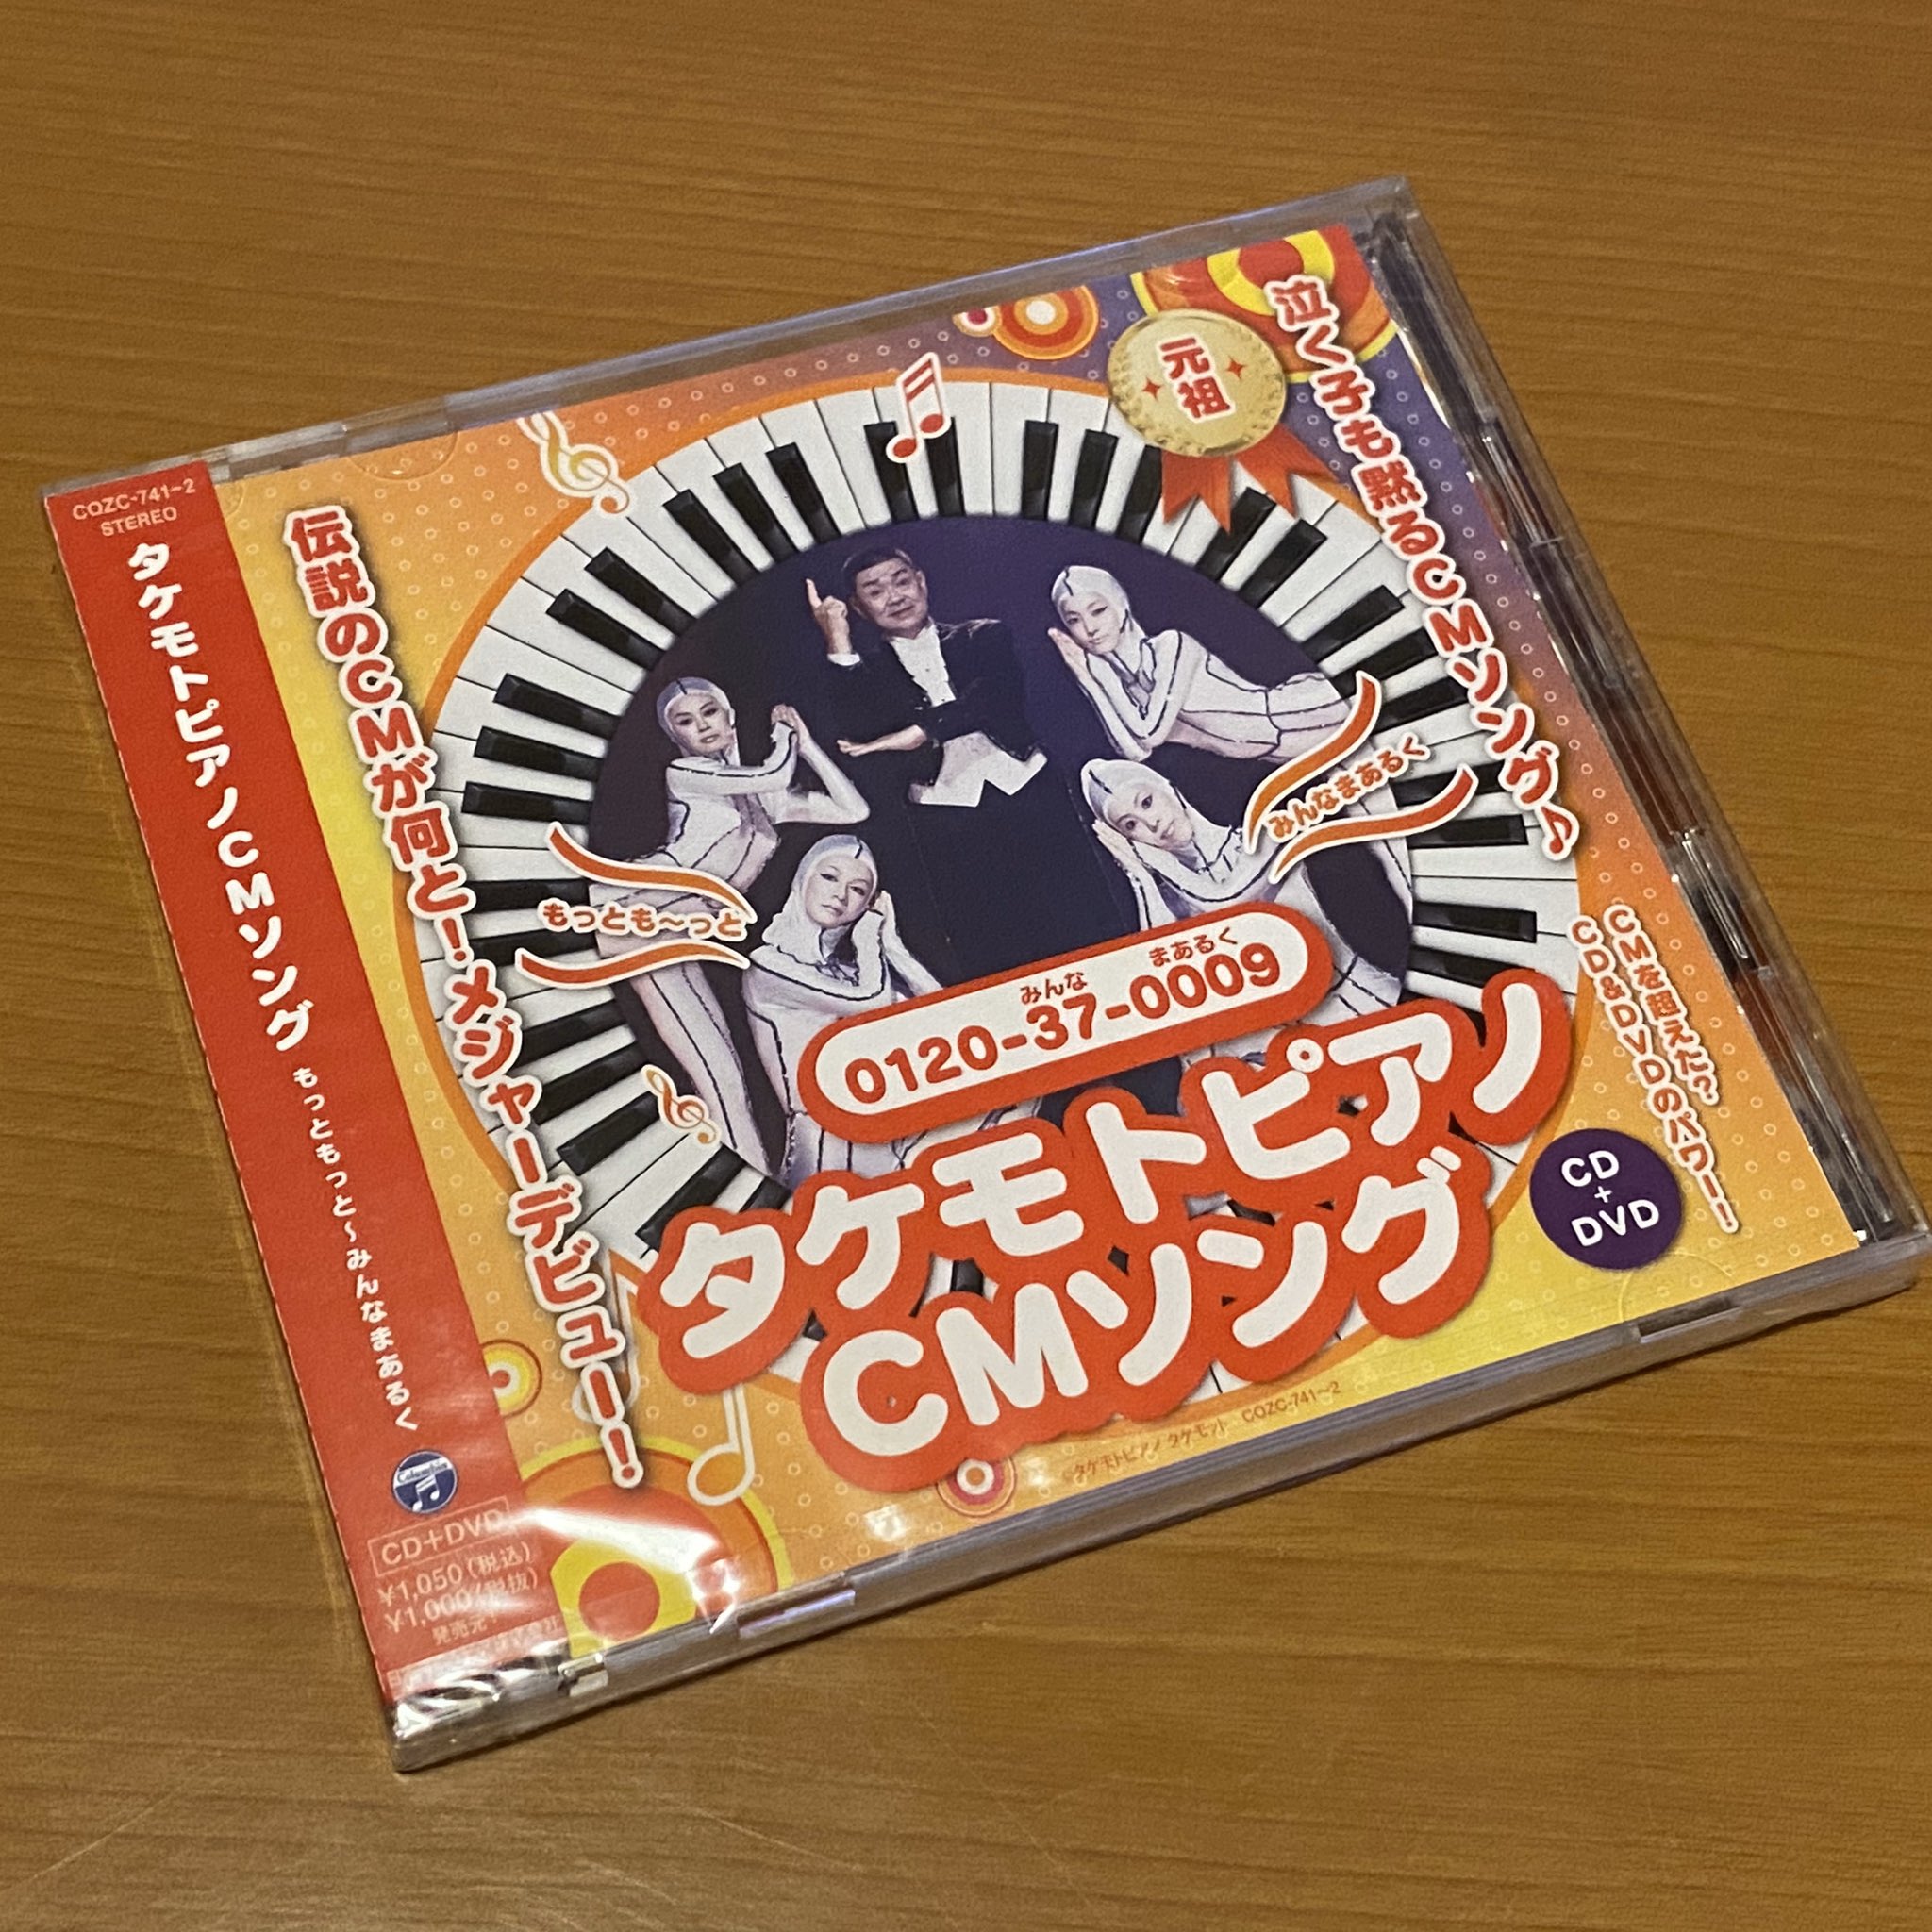 COZC-741~2
STEREO
タケモトピアノCMソング
もっともっと~みんなまあるく
Columbia
CD+DVD
¥1,050(税込)
¥1,000(税抜)
発売元
伝説のCMが何と!メジャーデビュー!!
元祖
泣く子も黙るCMソング♪
もっとも~っと
みんなまあるく
みんな まあるく
0120-37-0009
タケモトピアノ
CMソング
CMを超えた?
CD&DVDのパワー!!
CD
+
DVD
©タケモトピアノ タケモット COZC-741~2